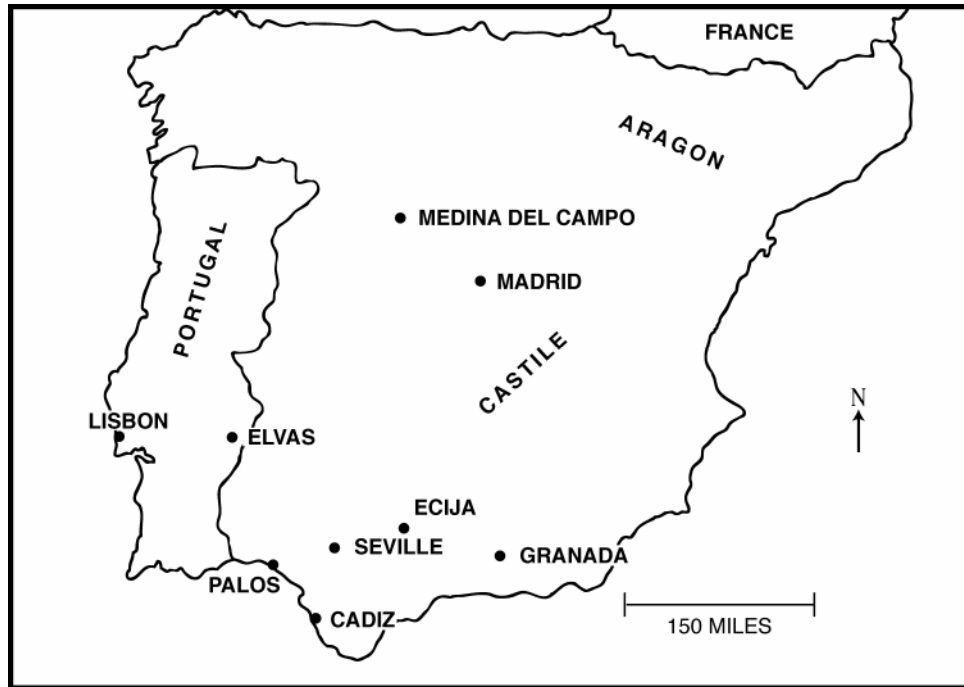 FRANCE
ARAGON
MEDINA DEL CAMPO
MADRID
PORTUGAL
CASTILE
N
LISBON
ELVAS
ECIJA
SEVILLE
GRANADA
PALOS
CADIZ
150 MILES